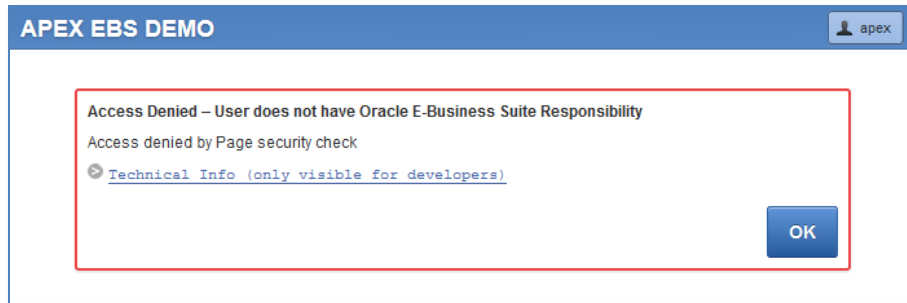 APEX EBS DEMO
apex
Access Denied – User does not have Oracle E-Business Suite Responsibility
Access denied by Page security check
Technical Info (only visible for developers)
OK